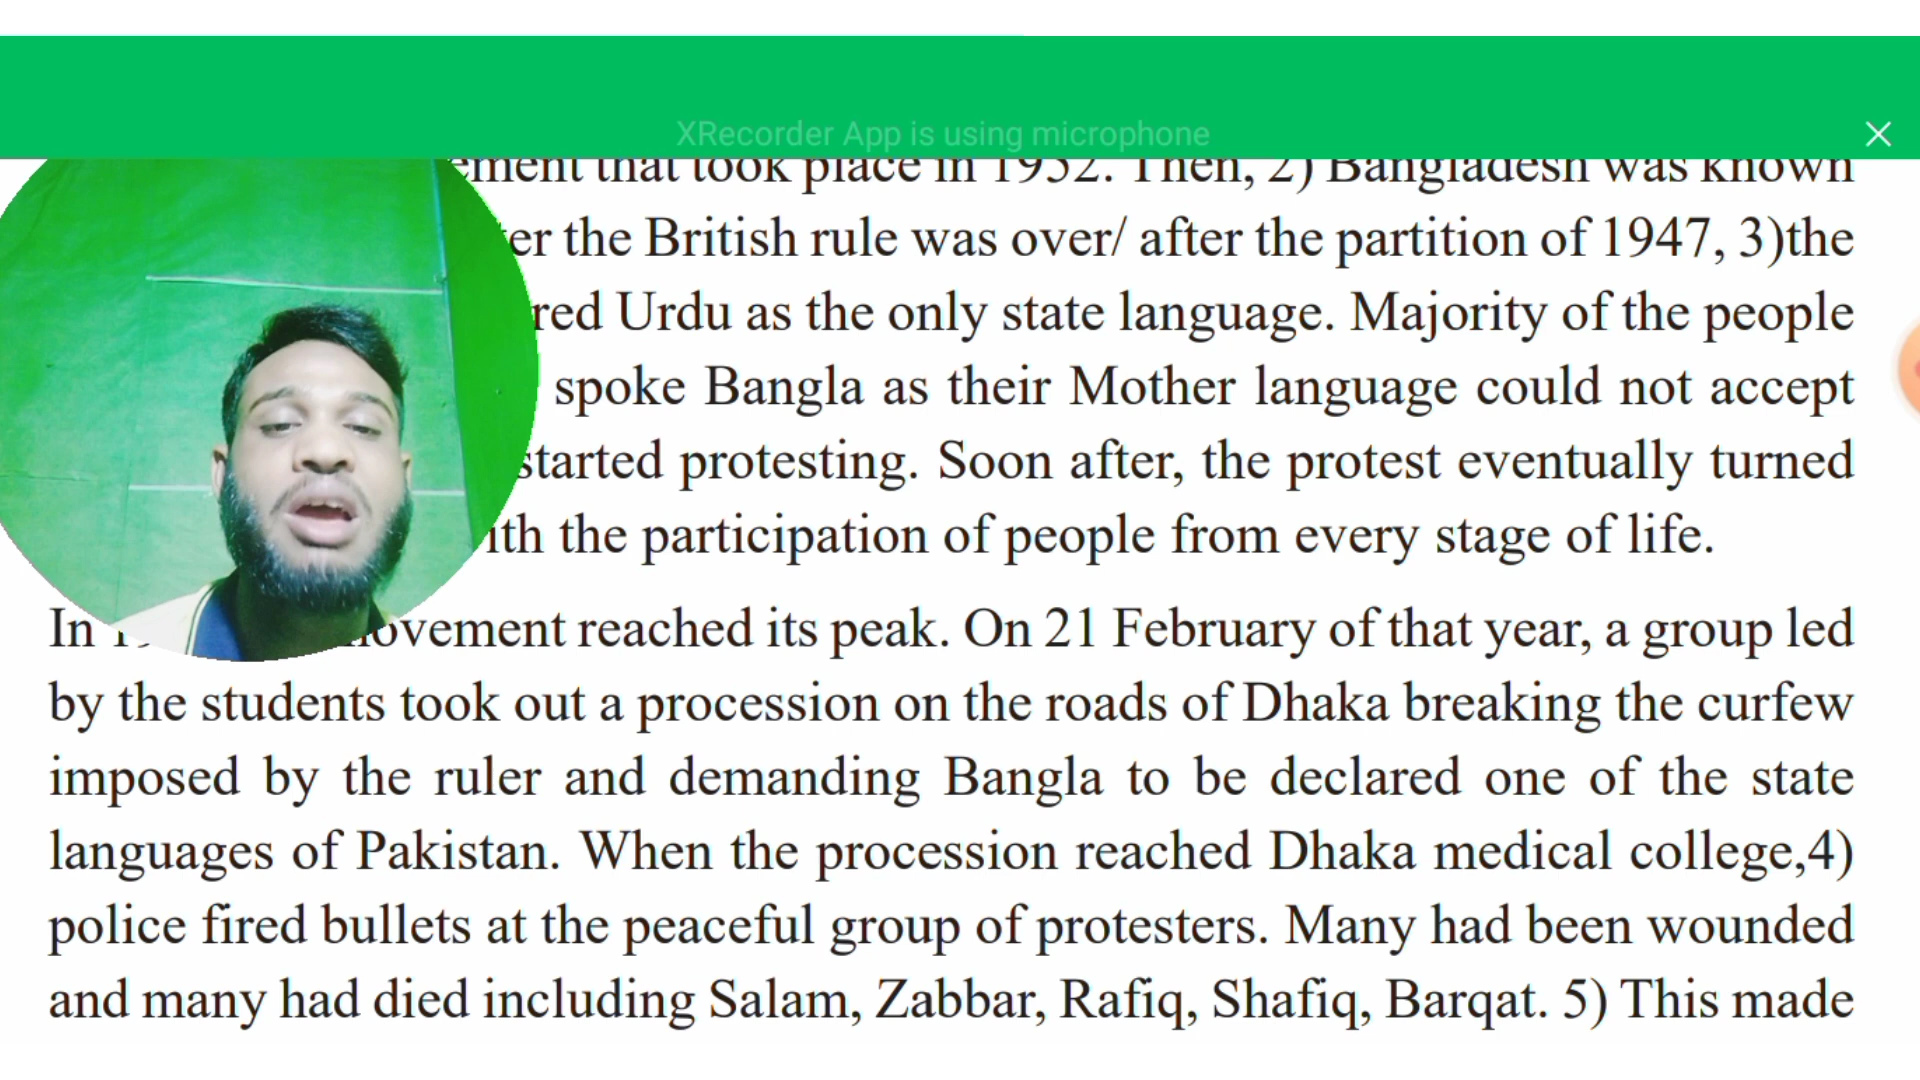 XRecorder App is using microphone
that took place in 1952. Then, 2) Bangladesh was known
the British rule was over/ after the partition of 1947, 3)the
Urdu as the only state language. Majority of the people
spoke Bangla as their Mother language could not accept
started protesting. Soon after, the protest eventually turned
the participation of people from every stage of life.
In reached its peak. On 21 February of that year, a group led
by the students took out a procession on the roads of Dhaka breaking the curfew
imposed by the ruler and demanding Bangla to be declared one of the state
languages of Pakistan. When the procession reached Dhaka medical college,4)
police fired bullets at the peaceful group of protesters. Many had been wounded
and many had died including Salam, Zabbar, Rafiq, Shafiq, Barqat. 5) This made